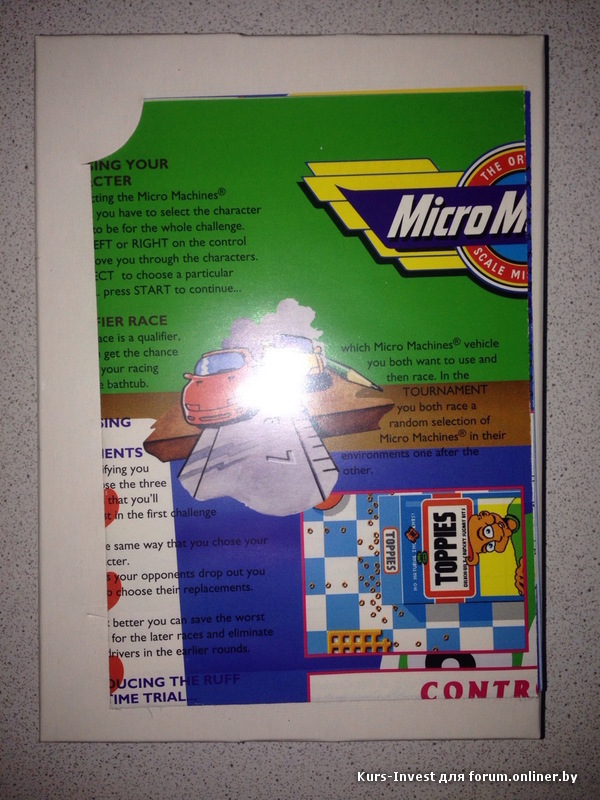 SING YOUR
CTER
cting the Micro Machines®
you have to select the character
to be for the whole challenge.
EFT or RIGHT on the control
ove you through the characters.
ECT to choose a particular
press START to continue...
FIER RACE
ace is a qualifier,
get the chance
your racing
e bathtub.
THE ORI
Micro M
SCALE MI
which Micro Machines® vehicle
you both want to use and
then race. In the
TOURNAMENT
you both race a
random selection of
Micro Machines® in their
environments one after the
other.
SING
ENTS
ifying you
ose the three
that you'll
t in the first challenge
e same way that you chose your
cter.
s your opponents drop out you
o choose their replacements.
better you can save the worst
for the later races and eliminate
drivers in the earlier rounds.
DUCING THE RUFF
TIME TRIAL
TOPPIES
TOPPIES
CONTR
Kurs-Invest для forum.onliner.by